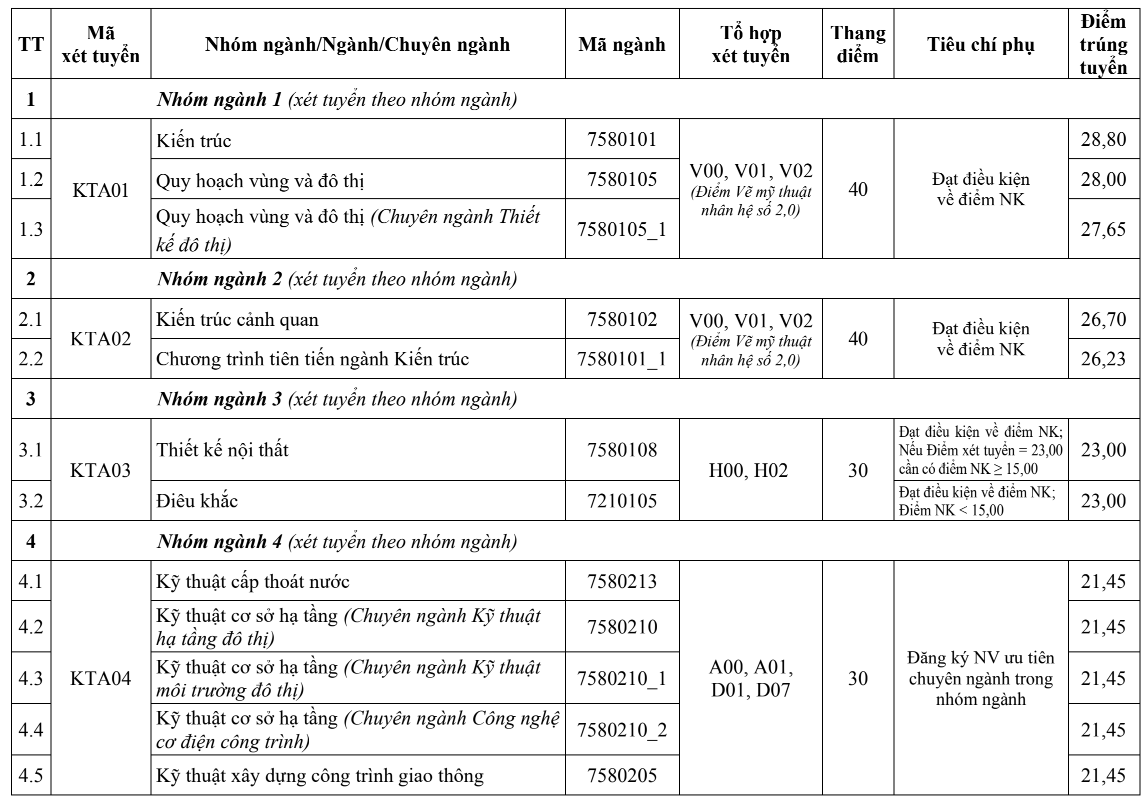 TT
Mã
xét tuyển
Nhóm ngành/Ngành/Chuyên ngành
Mã ngành
Tổ hợp
xét tuyển
Thang
điểm
Tiêu chí phụ
Điểm
trúng
tuyển
1
Nhóm ngành 1 (xét tuyển theo nhóm ngành)
KTA01
1.1
Kiến trúc
7580101
28,80
1.2
Quy hoạch vùng và đô thị
7580105
28,00
1.3
Quy hoạch vùng và đô thị (Chuyên ngành Thiết
kế đô thị)
7580105_1
27,65
V00, V01, V02
(Điểm Vẽ mỹ thuật
nhân hệ số 2,0)
40
Đạt điều kiện
về điểm NK
2
Nhóm ngành 2 (xét tuyển theo nhóm ngành)
KTA02
2.1
Kiến trúc cảnh quan
7580102
26,70
2.2
Chương trình tiên tiến ngành Kiến trúc
7580101_1
26,23
V00, V01, V02
(Điểm Vẽ mỹ thuật
nhân hệ số 2,0)
40
Đạt điều kiện
về điểm NK
3
Nhóm ngành 3 (xét tuyển theo nhóm ngành)
KTA03
3.1
Thiết kế nội thất
7580108
H00, H02
30
Đạt điều kiện về điểm NK;
Nếu Điểm xét tuyển = 23,00
cần có điểm NK ≥ 15,00
23,00
3.2
Điêu khắc
7210105
Đạt điều kiện về điểm NK;
Điểm NK < 15,00
23,00
4
Nhóm ngành 4 (xét tuyển theo nhóm ngành)
KTA04
4.1
Kỹ thuật cấp thoát nước
7580213
21,45
4.2
Kỹ thuật cơ sở hạ tầng (Chuyên ngành Kỹ thuật
hạ tầng đô thị)
7580210
21,45
4.3
Kỹ thuật cơ sở hạ tầng (Chuyên ngành Kỹ thuật
môi trường đô thị)
7580210_1
21,45
4.4
Kỹ thuật cơ sở hạ tầng (Chuyên ngành Công nghệ
cơ điện công trình)
7580210_2
21,45
4.5
Kỹ thuật xây dựng công trình giao thông
7580205
21,45
A00, A01,
D01, D07
30
Đăng ký NV ưu tiên
chuyên ngành trong
nhóm ngành